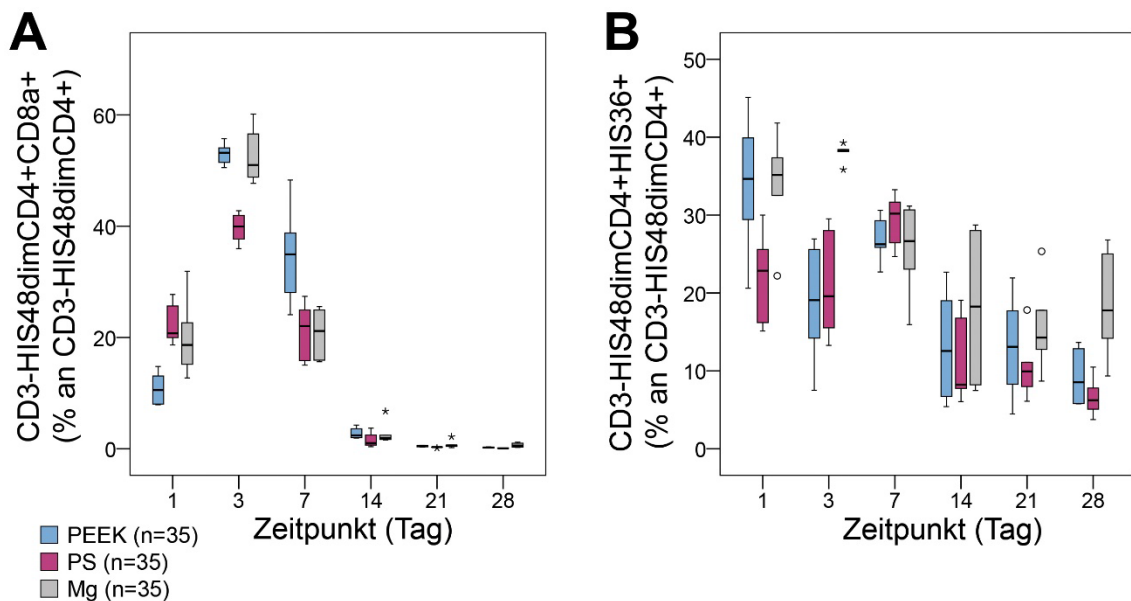 A
CD3-HIS48dimCD4+CD8a+
(% an CD3-HIS48dimCD4+)
60
40
20
0
1 3 7 14 21 28
Zeitpunkt (Tag)
PEEK (n=35)
PS (n=35)
Mg (n=35)
B
CD3-HIS48dimCD4+HIS36+
(% an CD3-HIS48dimCD4+)
50
40
30
20
10
0
1 3 7 14 21 28
Zeitpunkt (Tag)